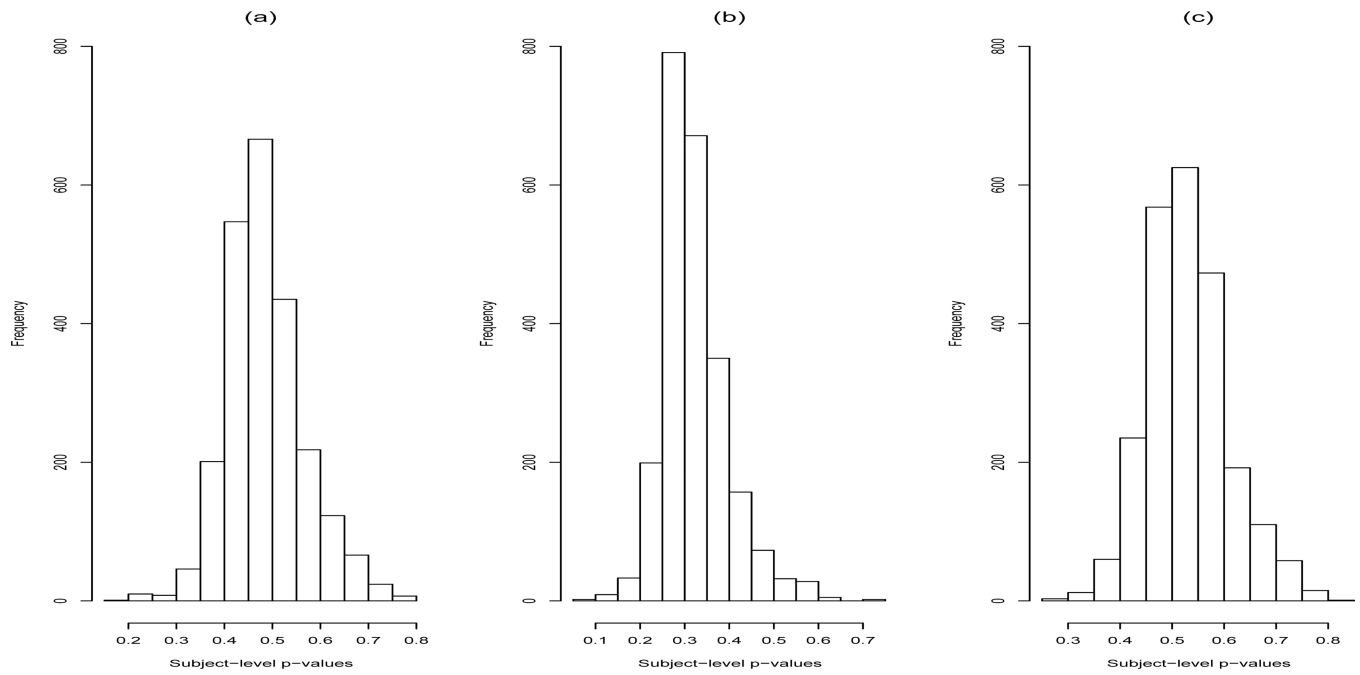 (a)
800
600
400
200
0
Frequency
0.2 0.3 0.4 0.5 0.6 0.7 0.8
Subject-level p-values
(b)
800
600
400
200
0
Frequency
0.1 0.2 0.3 0.4 0.5 0.6 0.7
Subject-level p-values
(c)
800
600
400
200
0
Frequency
0.3 0.4 0.5 0.6 0.7 0.8
Subject-level p-values